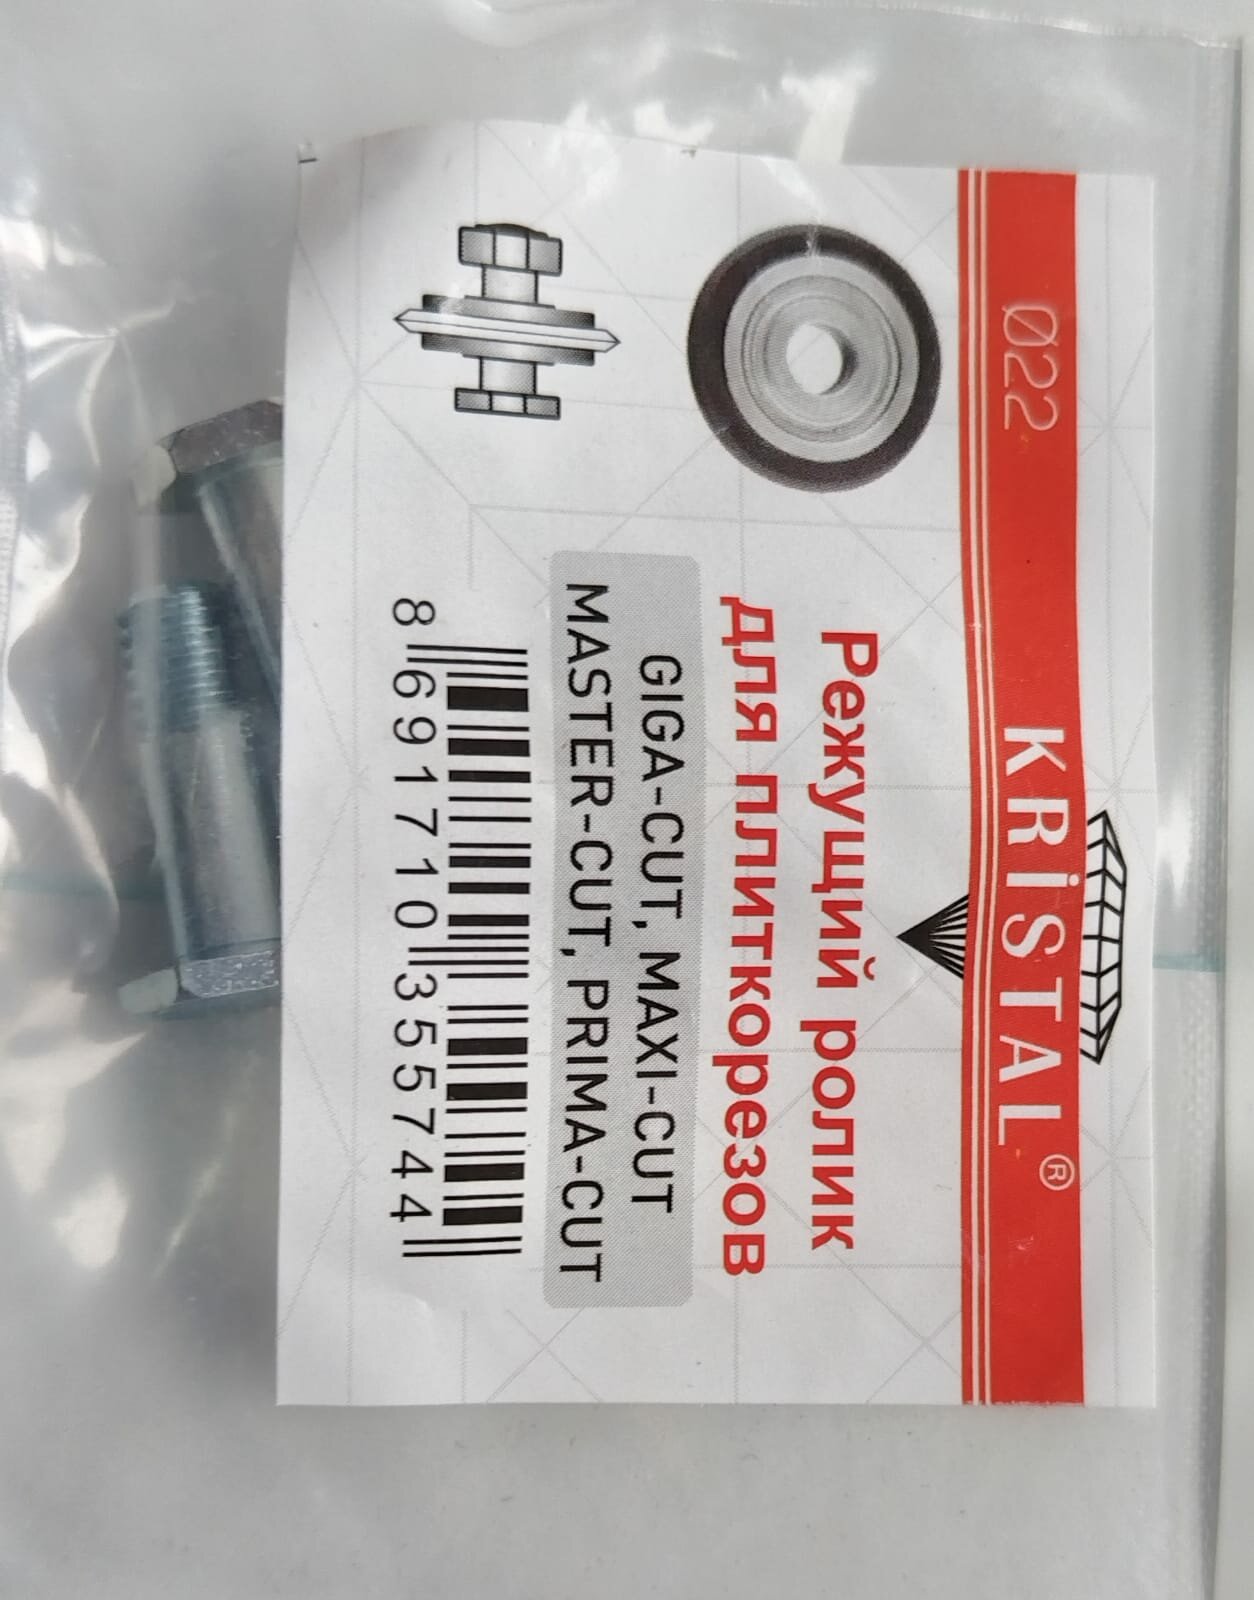 KRiSTAL®
Ø22
Режущий ролик
для плиткорезов
GIGA-CUT, MAXI-CUT
MASTER-CUT, PRIMA-CUT
8 691710 355744